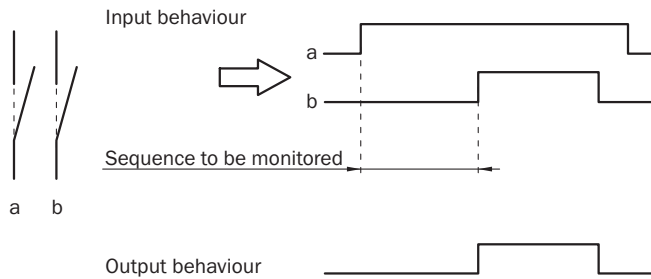 Input behaviour
a
b
Sequence to be monitored
a b
Output behaviour